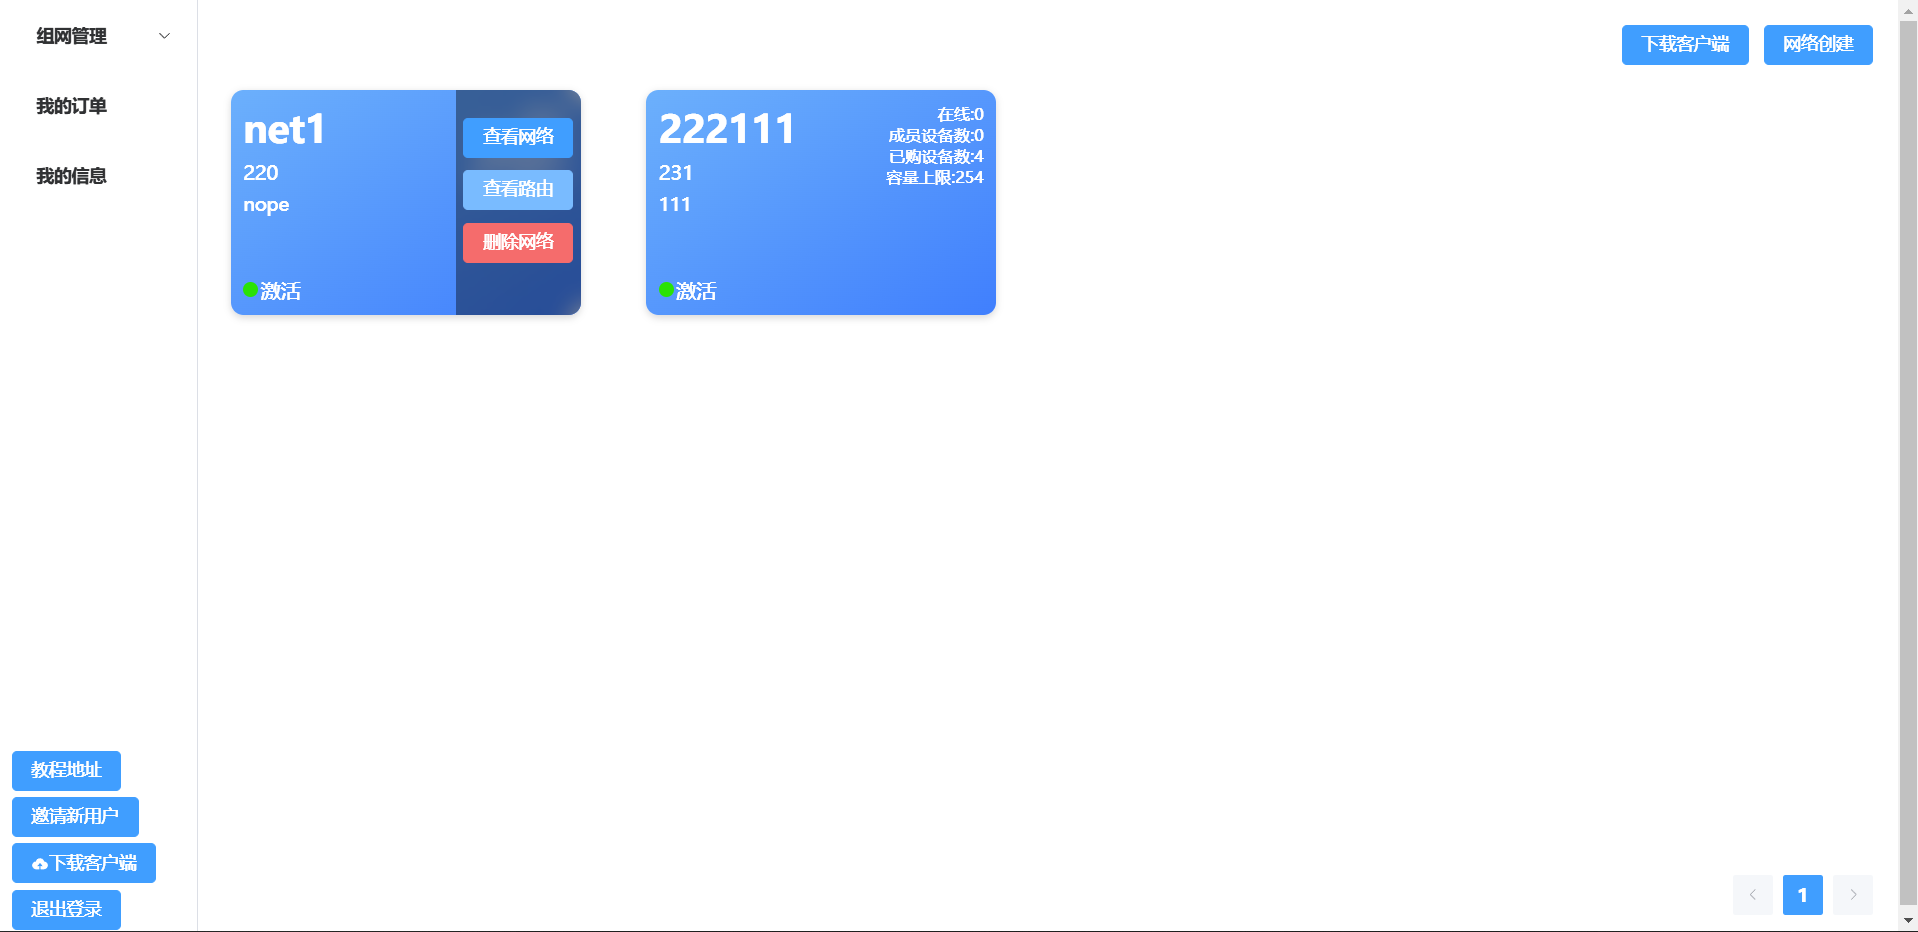 组网管理
我的订单
我的信息
下载客户端
网络创建
net1
220
nope
激活
查看网络
查看路由
删除网络
222111
231
111
激活
在线:0
成员设备数:0
已购设备数:4
容量上限:254
教程地址
邀请新用户
下载客户端
退出登录
1